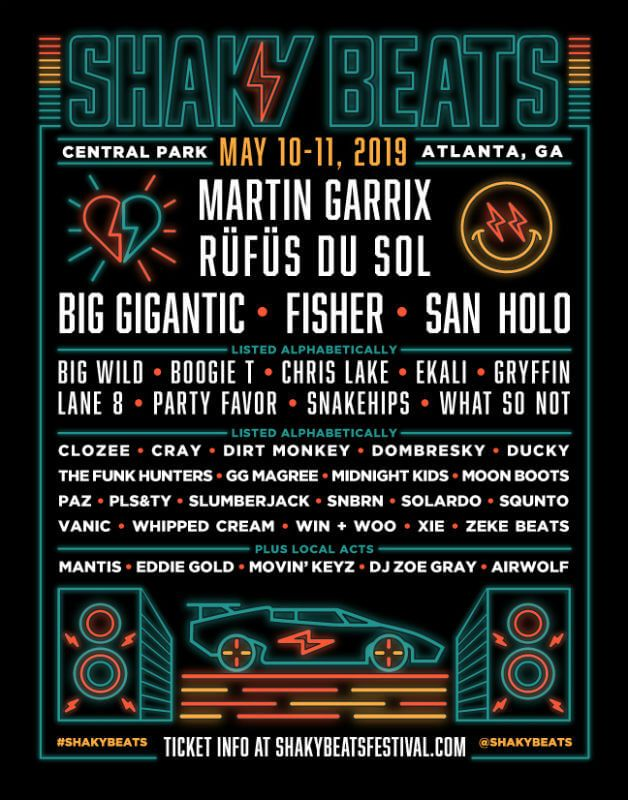 SHAKY BEATS
CENTRAL PARK MAY 10-11, 2019 ATLANTA, GA
MARTIN GARRIX
RÜFÜS DU SOL
BIG GIGANTIC • FISHER • SAN HOLO
LISTED ALPHABETICALLY
BIG WILD • BOOGIE T • CHRIS LAKE • EKALI • GRYFFIN
LANE 8 • PARTY FAVOR • SNAKEHIPS • WHAT SO NOT
LISTED ALPHABETICALLY
CLOZEE • CRAY • DIRT MONKEY • DOMBRESKY • DUCKY
THE FUNK HUNTERS • GG MAGREE • MIDNIGHT KIDS • MOON BOOTS
PAZ • PLS&TY • SLUMBERJACK • SNBRN • SOLARDO • SQUNTO
VANIC • WHIPPED CREAM • WIN + WOO • XIE • ZEKE BEATS
PLUS LOCAL ACTS
MANTIS • EDDIE GOLD • MOVIN' KEYZ • DJ ZOE GRAY • AIRWOLF
#SHAKYBEATS TICKET INFO AT SHAKYBEATSFESTIVAL.COM @SHAKYBEATS